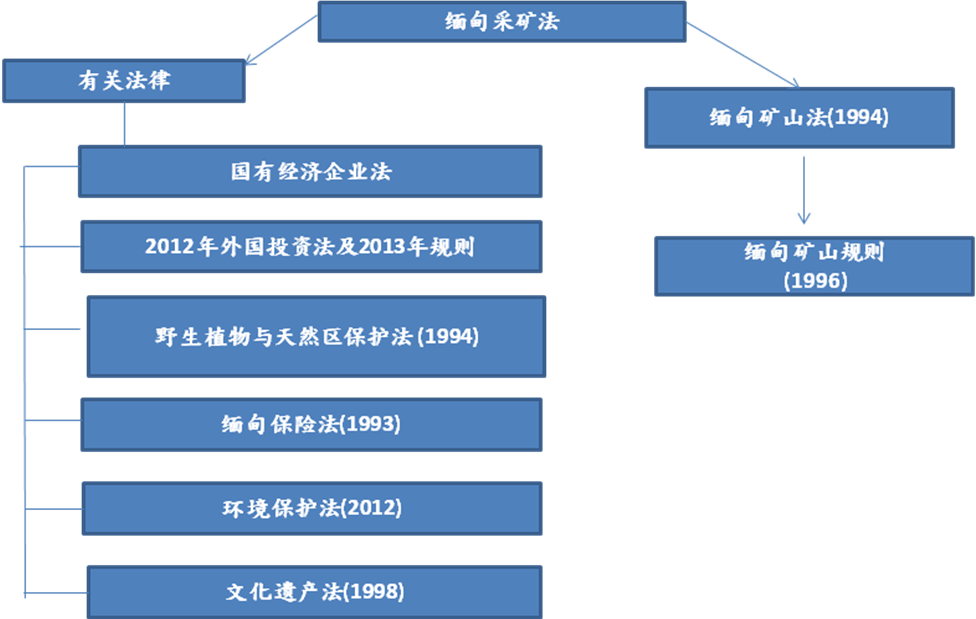 缅甸采矿法
有关法律
缅甸矿山法(1994)
国有经济企业法
2012年外国投资法及2013年规则
缅甸矿山规则
(1996)
野生植物与天然区保护法(1994)
缅甸保险法(1993)
环境保护法(2012)
文化遗产法(1998)